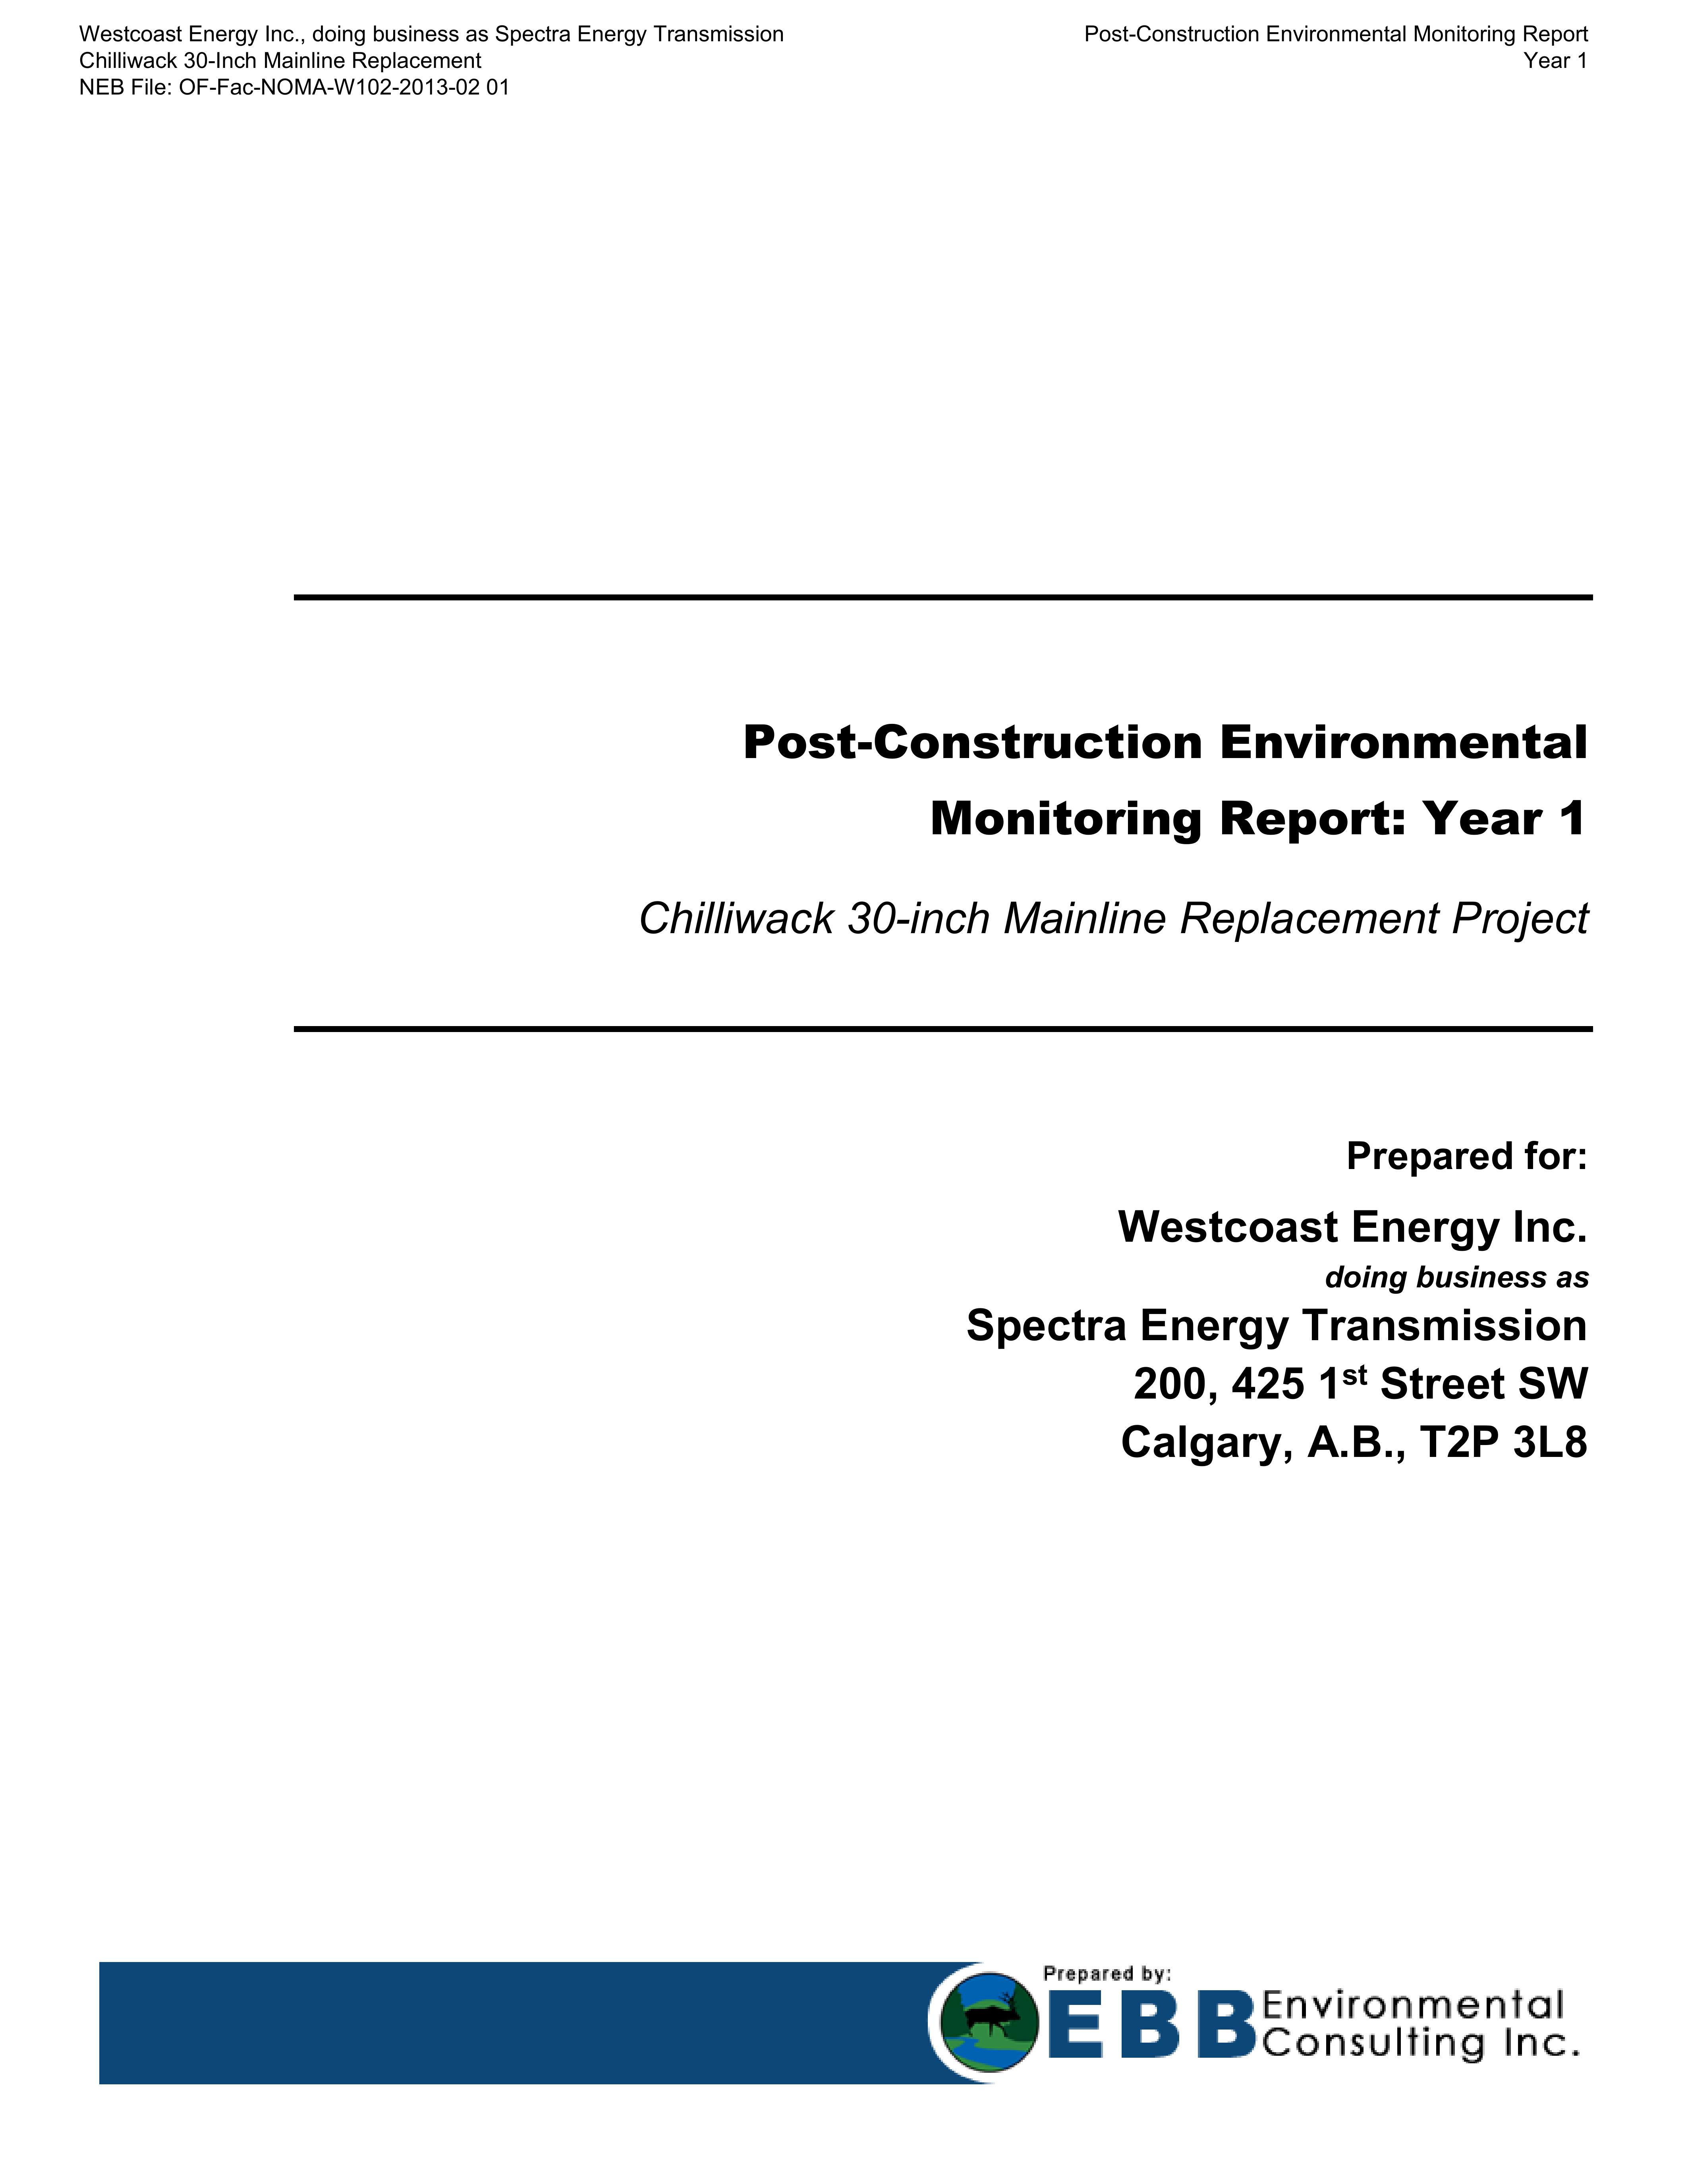 Westcoast Energy Inc., doing business as Spectra Energy Transmission
Chilliwack 30-Inch Mainline Replacement
NEB File: OF-Fac-NOMA-W102-2013-02 01
Post-Construction Environmental Monitoring Report
Year 1
Post-Construction Environmental
Monitoring Report: Year 1
Chilliwack 30-inch Mainline Replacement Project
Prepared for:
Westcoast Energy Inc.
doing business as
Spectra Energy Transmission
200, 425 1st Street SW
Calgary, A.B., T2P 3L8
Prepared by:
EBB Environmental
Consulting Inc.